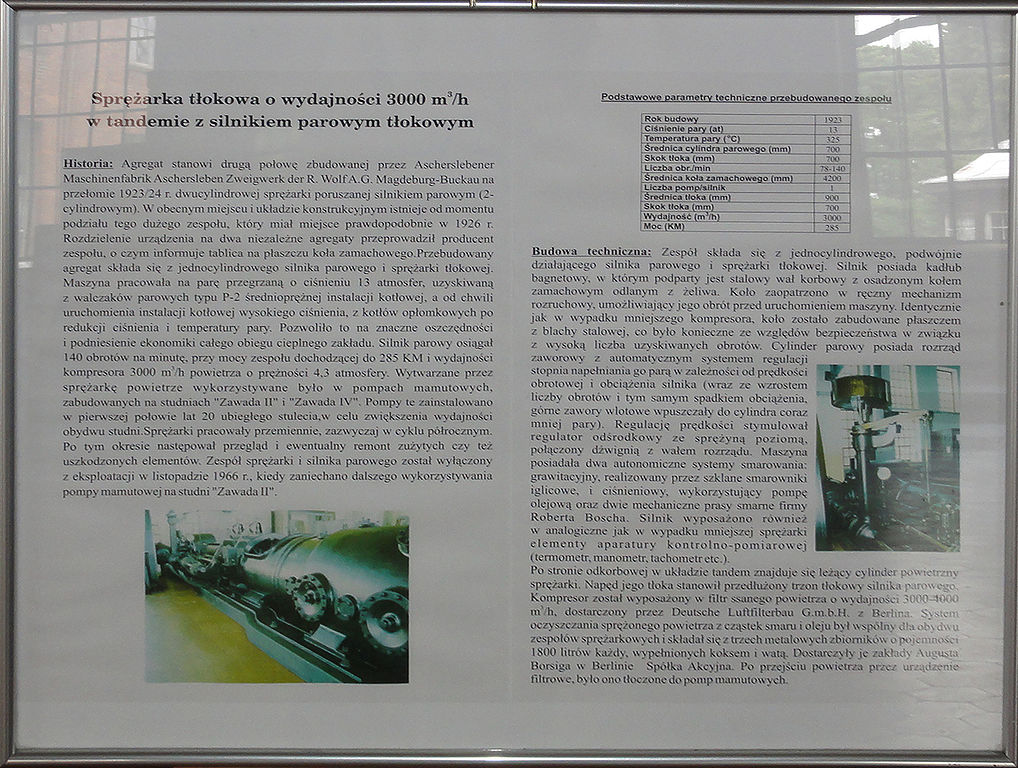 Sprężarka tłokowa o wydajności 3000 m³/h
w tandemie z silnikiem parowym tłokowym
Historia: Agregat stanowi drugą połowę zbudowanej przez Ascherslebener
Maschinenfabrik Aschersleben Zweigwerk der R. Wolf A.G. Magdeburg-Buckau na
przełomie 1923/24 r. dwucylindrowej sprężarki poruszanej silnikiem parowym (2-
cylindrowym). W obecnym miejscu i układzie konstrukcyjnym istnieje od momentu
podziału tego dużego zespołu, który miał miejsce prawdopodobnie w 1926 r.
Rozdzielenie urządzenia na dwa niezależne agregaty przeprowadził producent
zespołu, o czym informuje tablica na płaszczu koła zamachowego.Przebudowany
agregat składa się z jednocylindrowego silnika parowego i sprężarki tłokowej.
Maszyna pracowała na parę przegrzaną o ciśnieniu 13 atmosfer, uzyskiwaną
z walczaków parowych typu P-2 średnioprężnej instalacji kotłowej, a od chwili
uruchomienia instalacji kotłowej wysokiego ciśnienia, z kotłów opłomkowych po
redukcji ciśnienia i temperatury pary. Pozwoliło to na znaczne oszczędności
i podniesienie ekonomiki całego obiegu cieplnego zakładu. Silnik parowy osiągał
140 obrotów na minutę, przy mocy zespołu dochodzącej do 285 KM i wydajności
kompresora 3000 m³/h powietrza o prężności 4,3 atmosfery. Wytwarzane przez
sprężarkę powietrze wykorzystywane było w pompach mamutowych,
zabudowanych na studniach "Zawada II" i "Zawada IV". Pompy te zainstalowano
w pierwszej połowie lat 20 ubiegłego stulecia,w celu zwiększenia wydajności
obydwu studni.Sprężarki pracowały przemiennie, zazwyczaj w cyklu półrocznym.
Po tym okresie następował przegląd i ewentualny remont zużytych czy też
uszkodzonych elementów. Zespół sprężarki i silnika parowego został wyłączony
z eksploatacji w listopadzie 1966 r., kiedy zaniechano dalszego wykorzystywania
pompy mamutowej na studni "Zawada II".
Podstawowe parametry techniczne przebudowanego zespołu
Rok budowy 1923
Ciśnienie pary (at) 13
Temperatura pary (°C) 325
Średnica cylindra parowego (mm) 700
Skok tłoka (mm) 700
Liczba obr./min 78-140
Średnica koła zamachowego (mm) 4200
Liczba pomp/silnik 1
Średnica tłoka (mm) 900
Skok tłoka (mm) 700
Wydajność (m³/h) 3000
Moc (KM) 285
Budowa techniczna: Zespół składa się z jednocylindrowego, podwójnie
działającego silnika parowego i sprężarki tłokowej. Silnik posiada kadłub
bagnetowy, w którym podparty jest stalowy wał korbowy z osadzonym kołem
zamachowym odlanym z żeliwa. Koło zaopatrzono w ręczny mechanizm
rozruchowy, umożliwiający jego obrót przed uruchomieniem maszyny. Identycznie
jak w wypadku mniejszego kompresora, koło zostało zabudowane płaszczem
z blachy stalowej, co było konieczne ze względów bezpieczeństwa w związku
z wysoką liczba uzyskiwanych obrotów. Cylinder parowy posiada rozrząd
zaworowy z automatycznym systemem regulacji
stopnia napełniania go parą w zależności od prędkości
obrotowej i obciążenia silnika (wraz ze wzrostem
liczby obrotów i tym samym spadkiem obciążenia,
górne zawory wlotowe wpuszczały do cylindra coraz
mniej pary). Regulację prędkości stymulował
regulator odśrodkowy ze sprężyną poziomą,
połączony dźwignią z wałem rozrządu. Maszyna
posiadała dwa autonomiczne systemy smarowania:
grawitacyjny, realizowany przez szklane smarowniki
iglicowe, i ciśnieniowy, wykorzystujący pompę
olejową oraz dwie mechaniczne prasy smarne firmy
Roberta Boscha. Silnik wyposażono również
w analogiczne jak w wypadku mniejszej sprężarki
elementy aparatury kontrolno-pomiarowej
(termometr, manometr, tachometr etc.).
Po stronie odkorbowej w układzie tandem znajduje się leżący cylinder powietrzny
sprężarki. Napęd jego tłoka stanowił przedłużony trzon tłokowy silnika parowego.
Kompresor został wyposażony w filtr ssanego powietrza o wydajności 3000-4000
m³/h, dostarczony przez Deutsche Luftfilterbau G.m.b.H. z Berlina. System
oczyszczania sprężonego powietrza z cząstek smaru i oleju był wspólny dla obydwu
zespołów sprężarkowych i składał się z trzech metalowych zbiorników o pojemności
1800 litrów każdy, wypełnionych koksem i watą. Dostarczyły je zakłady Augusta
Borsiga w Berlinie Spółka Akcyjna. Po przejściu powietrza przez urządzenie
filtrowe, było ono tłoczone do pomp mamutowych.